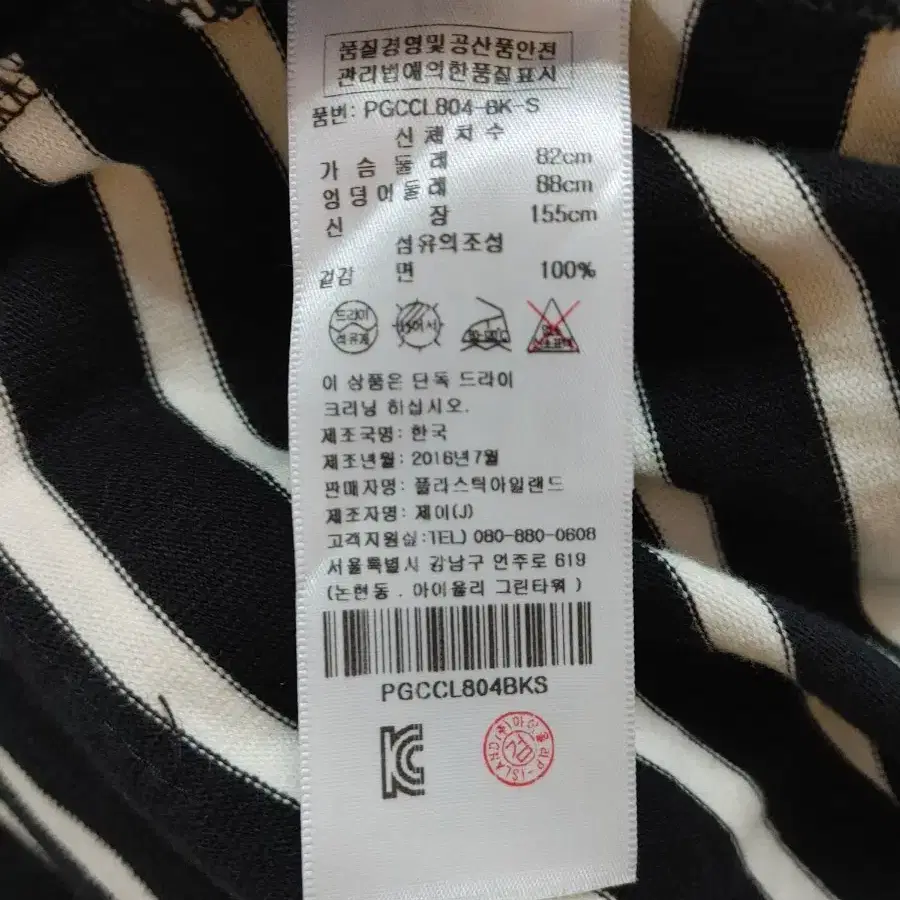 품질경영및공산품안전
관리법에의한품질표시
품번: PGCCL804-BK-S
신체치수
가슴둘레 82cm
엉덩이둘레 88cm
신장 155cm
섬유의조성
겉감 면 100%
드라이
석유계
이 상품은 단독 드라이
크리닝 하십시오.
제조국명: 한국
제조년월: 2016년7월
판매자명: 플라스틱아일랜드
제조자명: 제이(J)
고객지원실:TEL) 080-880-0608
서울특별시 강남구 언주로 619
(논현동 . 아이올리 그린타워 )
PGCCL804BKS